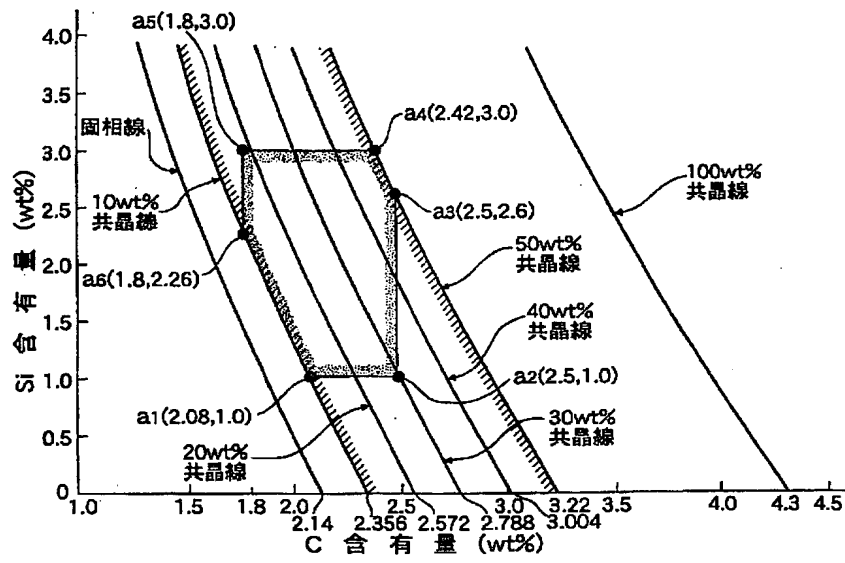 4.0
3.5
3.0
2.5
2.0
1.5
1.0
0.5
0
Si 含有量 (wt%)
a5(1.8,3.0)
固相線
10wt%
共晶線
a6(1.8,2.26)
a1(2.08,1.0)
20wt%
共晶線
a4(2.42,3.0)
a3(2.5,2.6)
50wt%
共晶線
40wt%
共晶線
a2(2.5,1.0)
30wt%
共晶線
100wt%
共晶線
1.0
1.5
1.8
2.0
2.5
3.0
3.22
3.5
4.0
4.3
4.5
2.14
2.356
2.572
2.788
3.004
C 含有量 (wt%)